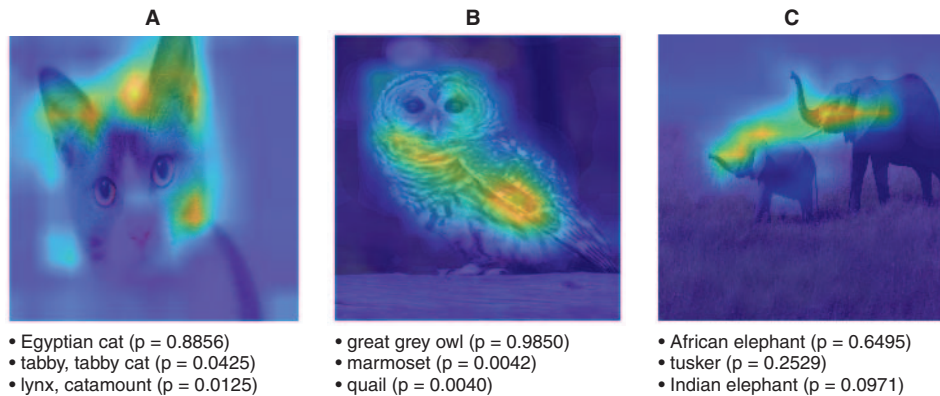 A
B
C
• Egyptian cat (p = 0.8856)
• tabby, tabby cat (p = 0.0425)
• lynx, catamount (p = 0.0125)
• great grey owl (p = 0.9850)
• marmoset (p = 0.0042)
• quail (p = 0.0040)
• African elephant (p = 0.6495)
• tusker (p = 0.2529)
• Indian elephant (p = 0.0971)